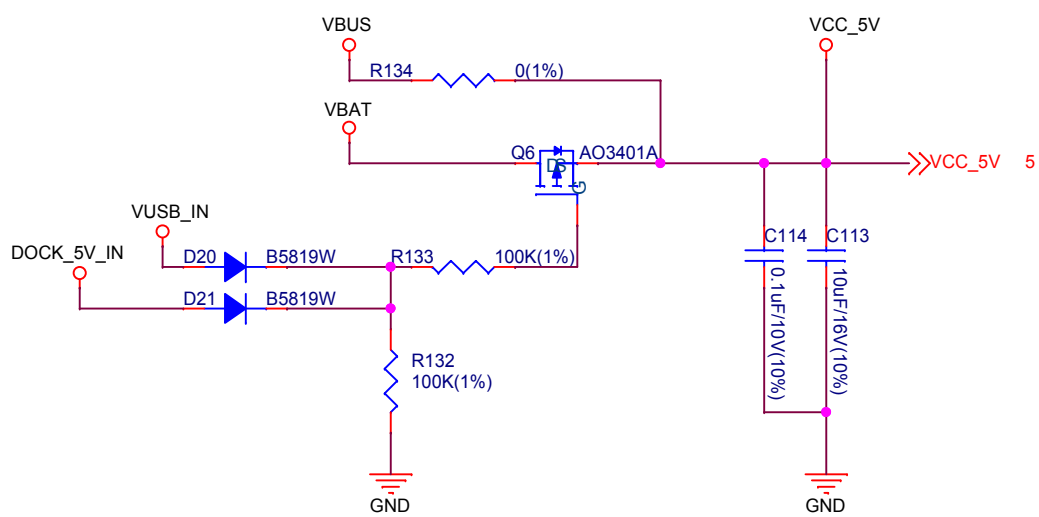 VBUS
VCC_5V
R134 0(1%)
VBAT
Q6 AO3401A
D S
G
VCC_5V 5
VUSB_IN
DOCK_5V_IN
D20 B5819W
R133 100K(1%)
D21 B5819W
C114
0.1uF/10V(10%)
C113
10uF/16V(10%)
R132
100K(1%)
GND
GND